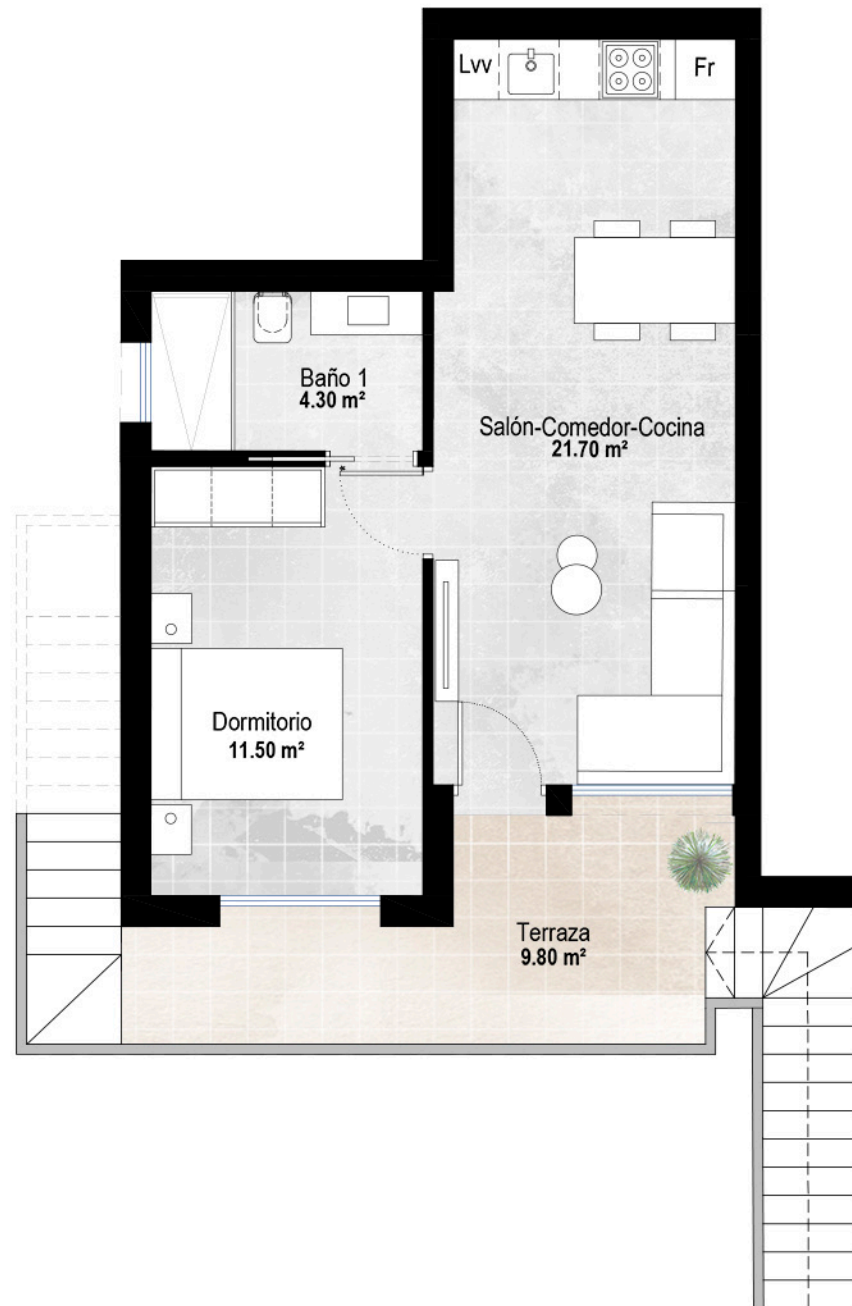 Lvv
Fr
Baño 1
4.30 m²
Salón-Comedor-Cocina
21.70 m²
Dormitorio
11.50 m²
Terraza
9.80 m²